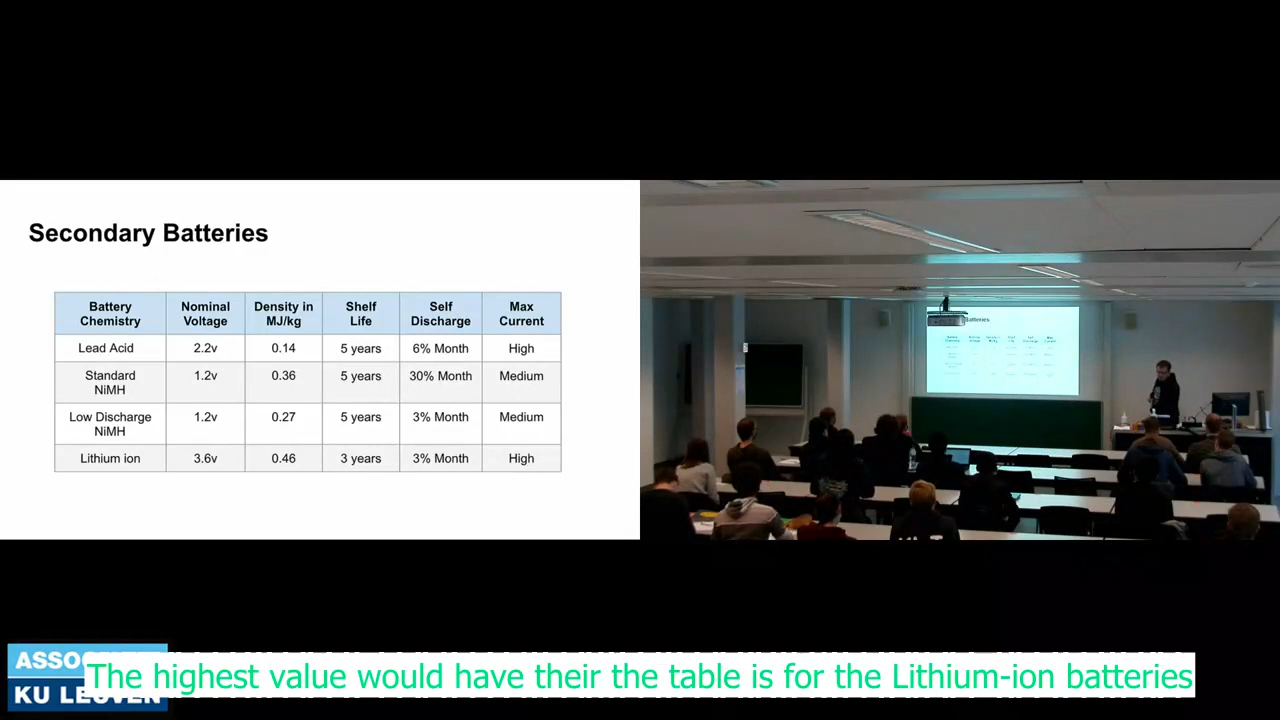 Secondary Batteries
Battery Chemistry Nominal Voltage Density in MJ/kg Shelf Life Self Discharge Max Current
Lead Acid 2.2v 0.14 5 years 6% Month High
Standard NiMH 1.2v 0.36 5 years 30% Month Medium
Low Discharge NiMH 1.2v 0.27 5 years 3% Month Medium
Lithium ion 3.6v 0.46 3 years 3% Month High
The highest value would have their the table is for the Lithium-ion batteries
KU LEUVEN